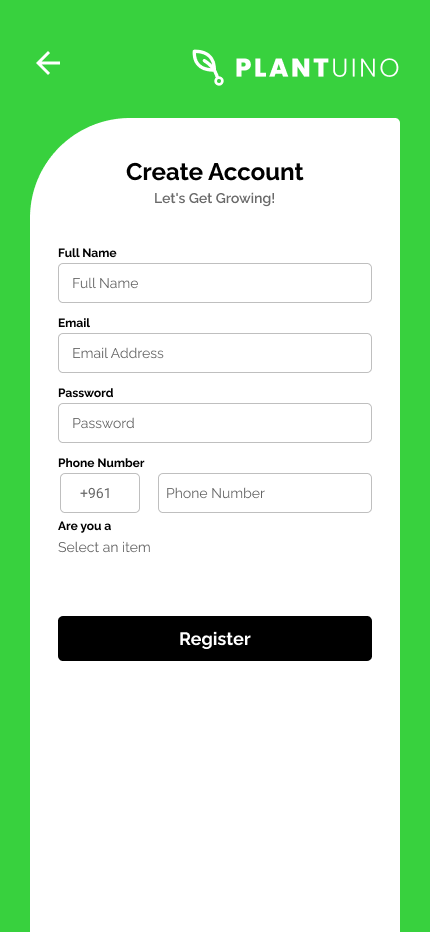 PLANTUINO
Create Account
Let's Get Growing!
Full Name
Full Name
Email
Email Address
Password
Password
Phone Number
+961 Phone Number
Are you a
Select an item
Register